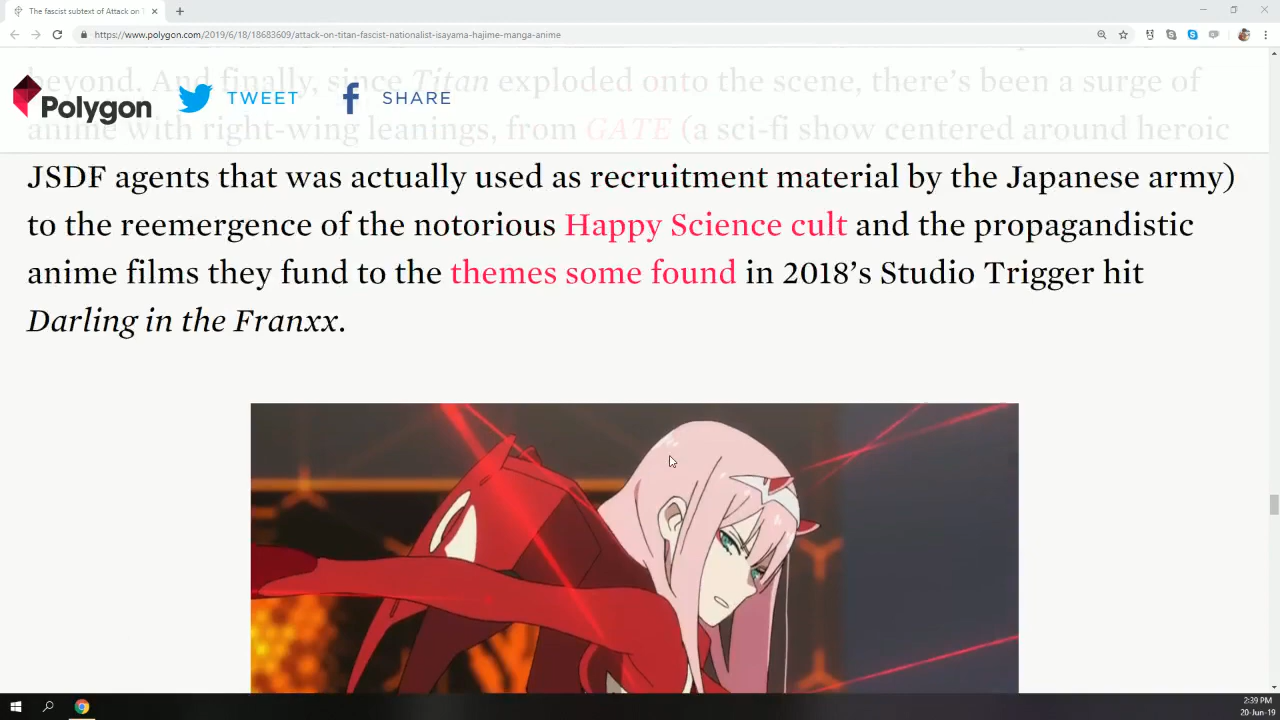 The fascist subtext of Attack on T
https://www.polygon.com/2019/6/18/18683609/attack-on-titan-fascist-nationalist-isayama-hajime-manga-anime
beyond. And finally, since Titan exploded onto the scene, there's been a surge of
Polygon
TWEET
SHARE
anime with right-wing leanings, from GATE (a sci-fi show centered around heroic
JSDF agents that was actually used as recruitment material by the Japanese army)
to the reemergence of the notorious Happy Science cult and the propagandistic
anime films they fund to the themes some found in 2018's Studio Trigger hit
Darling in the Franxx.
2:39 PM
20-Jun-19